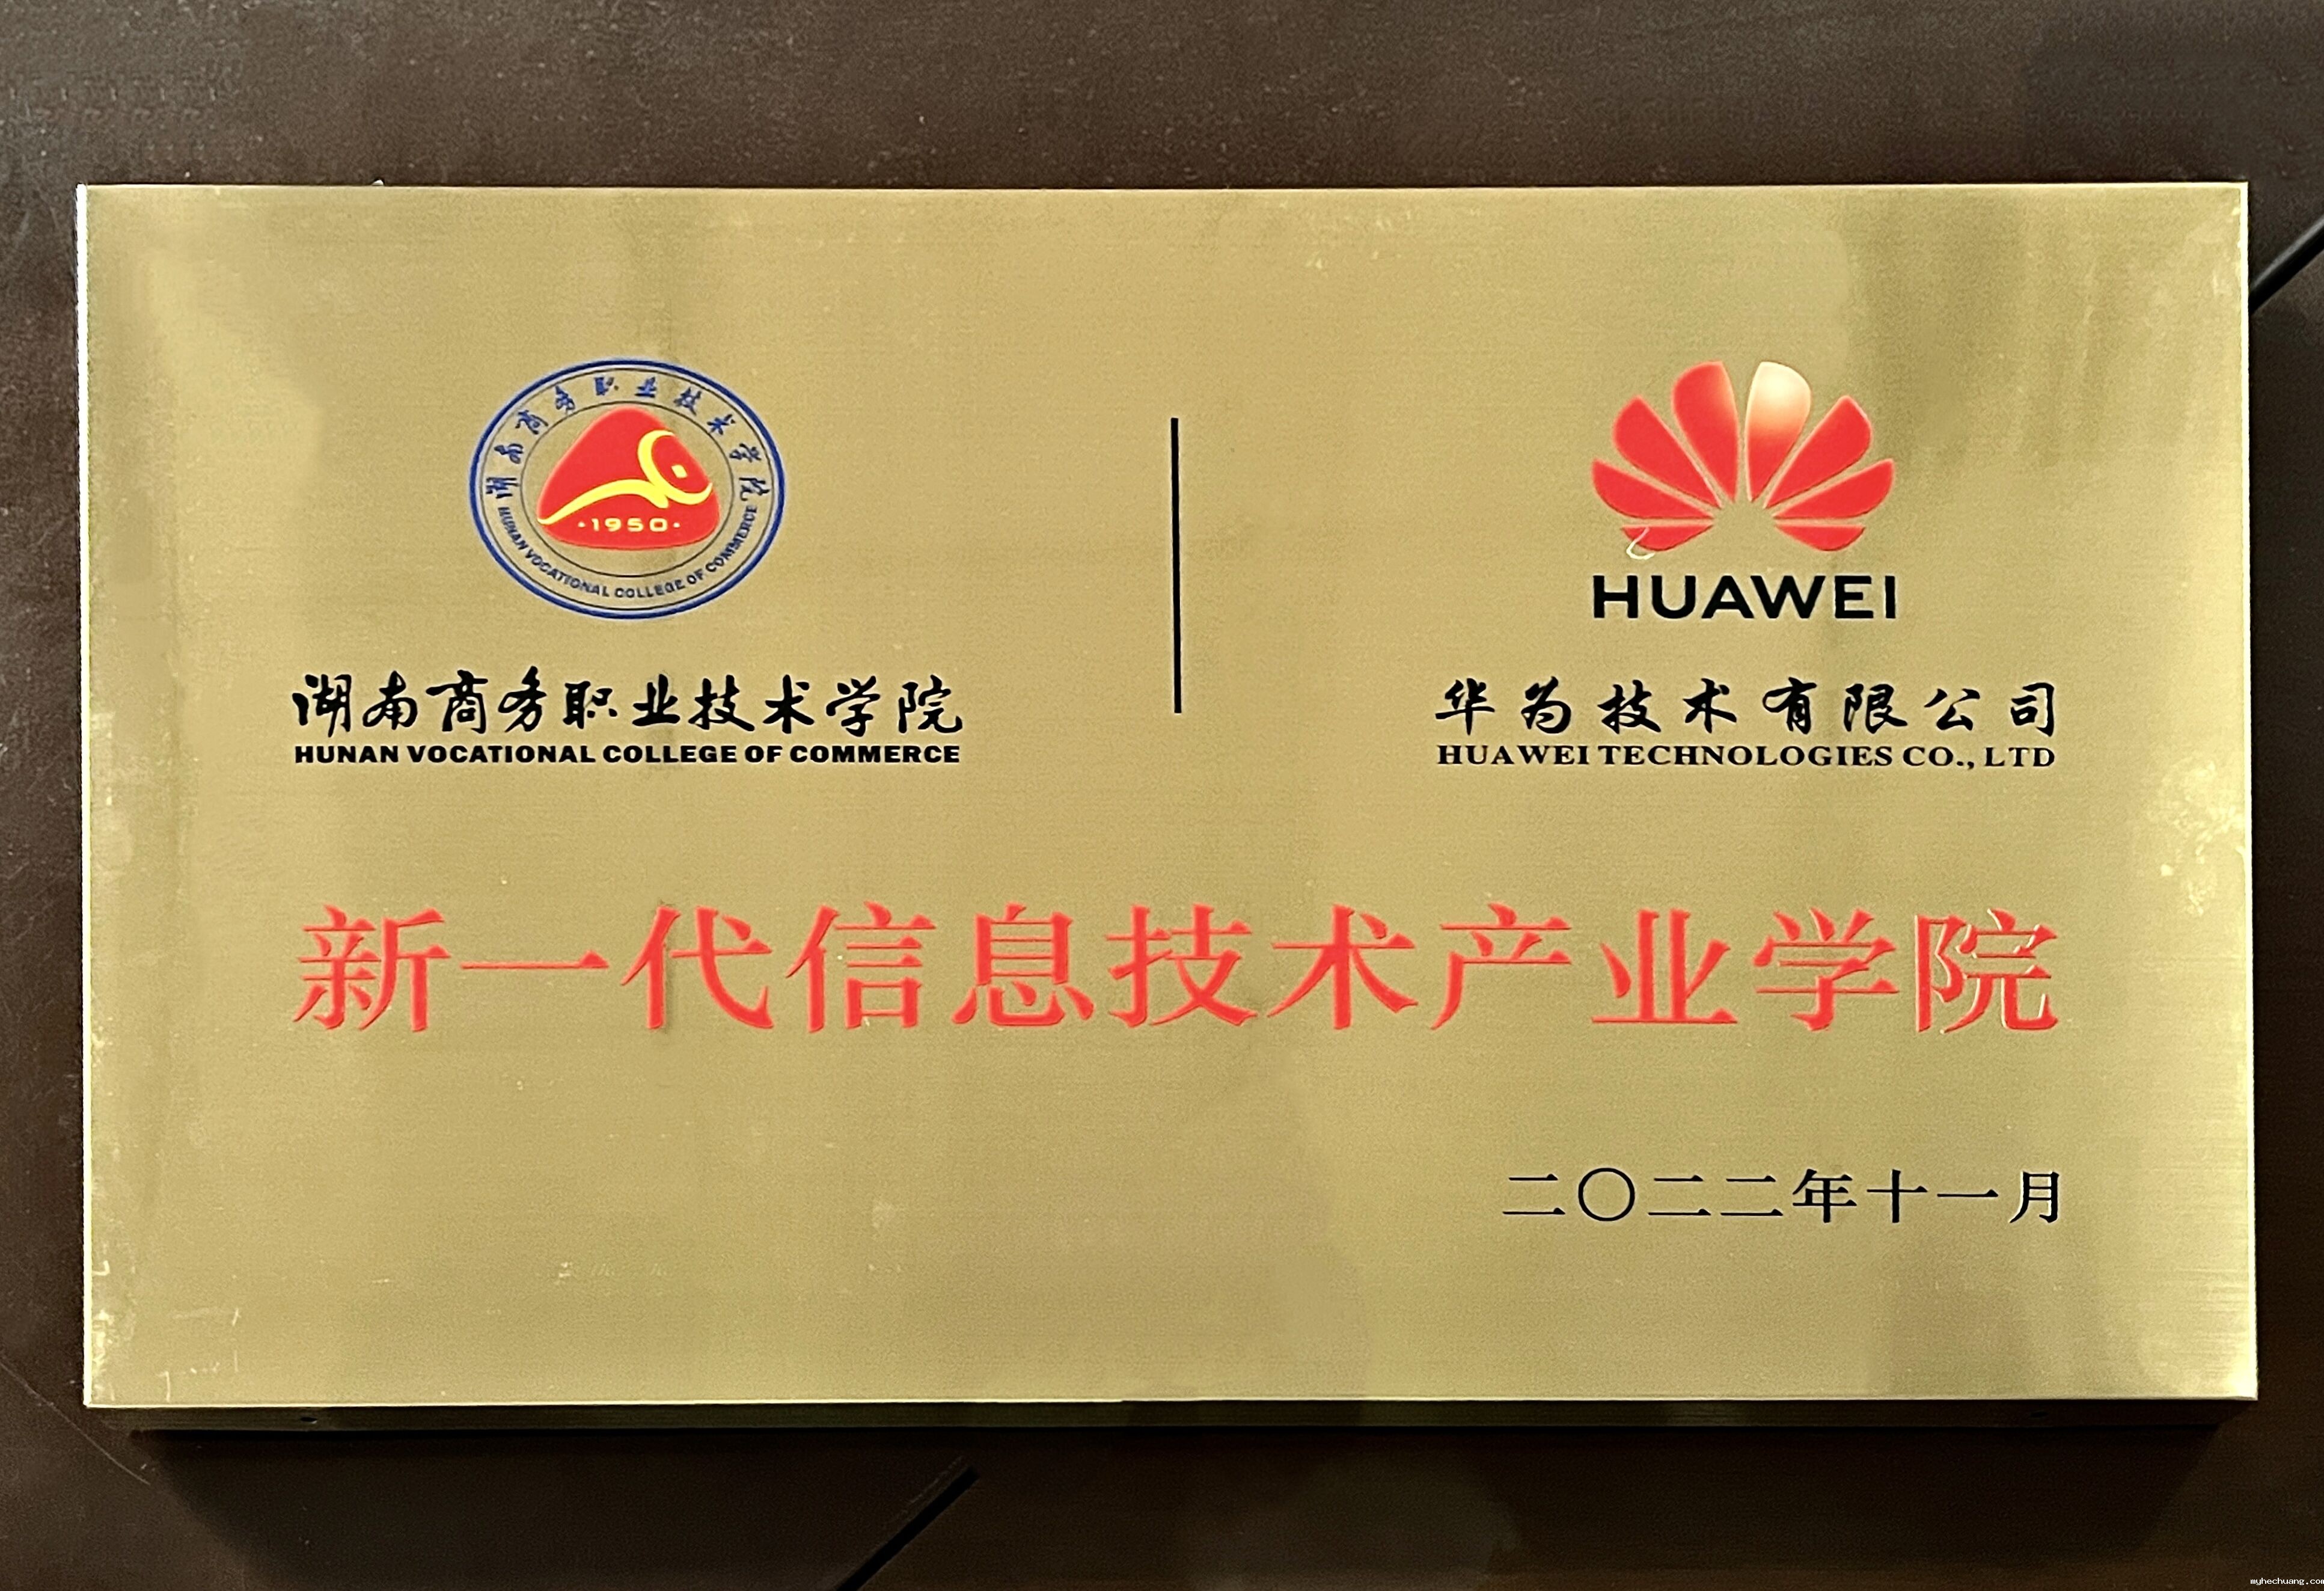 湖南商务职业技术学院
·1950·
HUNAN VOCATIONAL COLLEGE OF COMMERCE
湖南商务职业技术学院
HUNAN VOCATIONAL COLLEGE OF COMMERCE
HUAWEI
华为技术有限公司
HUAWEI TECHNOLOGIES CO., LTD
新一代信息技术产业学院
二〇二二年十一月
myhechuang.com